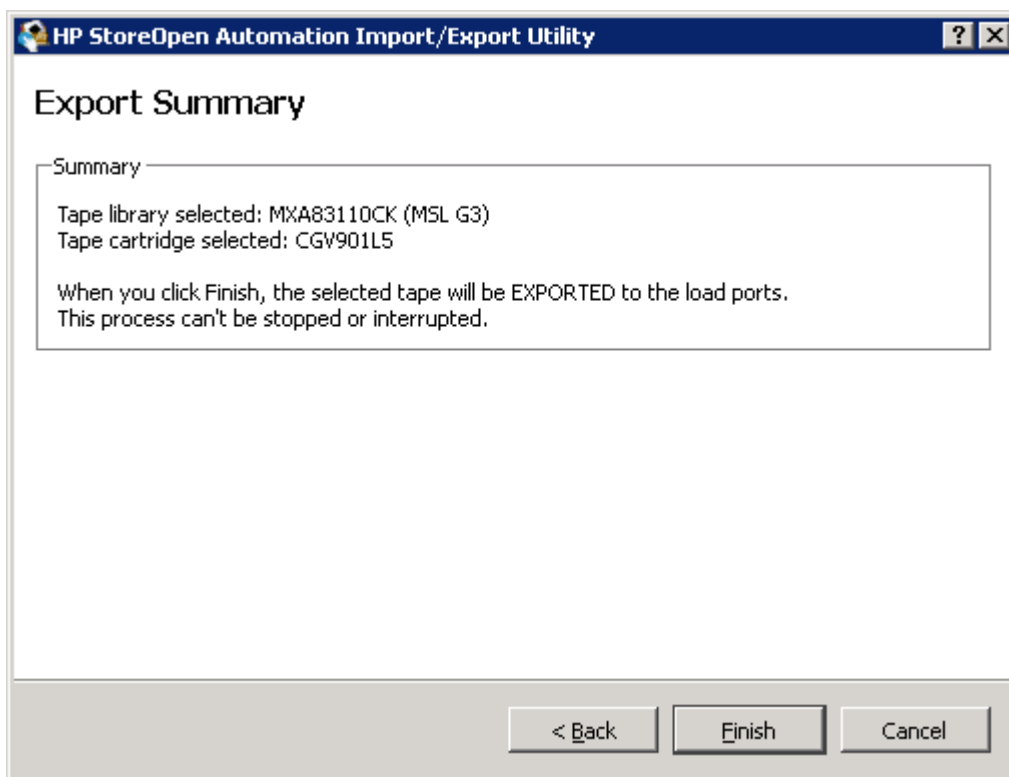 HP StoreOpen Automation Import/Export Utility
Export Summary
Summary
Tape library selected: MXA83110CK (MSL G3)
Tape cartridge selected: CGV901L5
When you click Finish, the selected tape will be EXPORTED to the load ports.
This process can't be stopped or interrupted.
< Back
Finish
Cancel